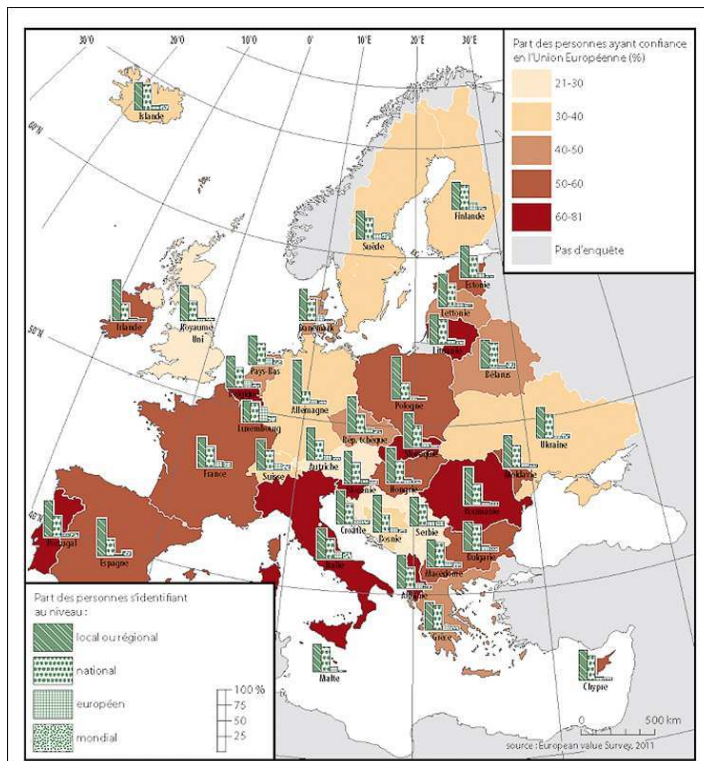 30°O
20°O
10°O
0°
10°E
20°E
30°E
60°N
50°N
40°N
Part des personnes ayant confiance
en l'Union Européenne (%)
21-30
30-40
40-50
50-60
60-81
Pas d'enquête
Islande
Suède
Finlande
Estonie
Lettonie
Lituanie
Bélarus
Irlande
Royaume
Uni
Danemark
Pays-Bas
Luxembourg
Allemagne
Pologne
Rép. tchèque
Ukraine
France
Suisse
Autriche
Hongrie
Moldavie
Roumanie
Croatie
Bosnie
Serbie
Bulgarie
Portugal
Espagne
Italie
Macédoine
Albanie
Grèce
Malte
Chypre
Part des personnes s'identifiant
au niveau :
local ou régional
national
européen
mondial
100 %
75
50
25
0
500 km
source : European value Survey, 2011